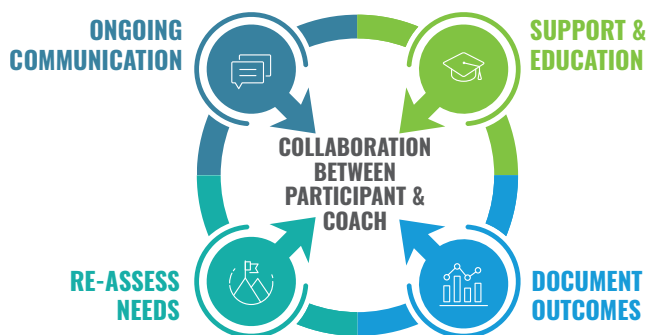 ONGOING
COMMUNICATION
SUPPORT &
EDUCATION
COLLABORATION
BETWEEN
PARTICIPANT &
COACH
RE-ASSESS
NEEDS
DOCUMENT
OUTCOMES